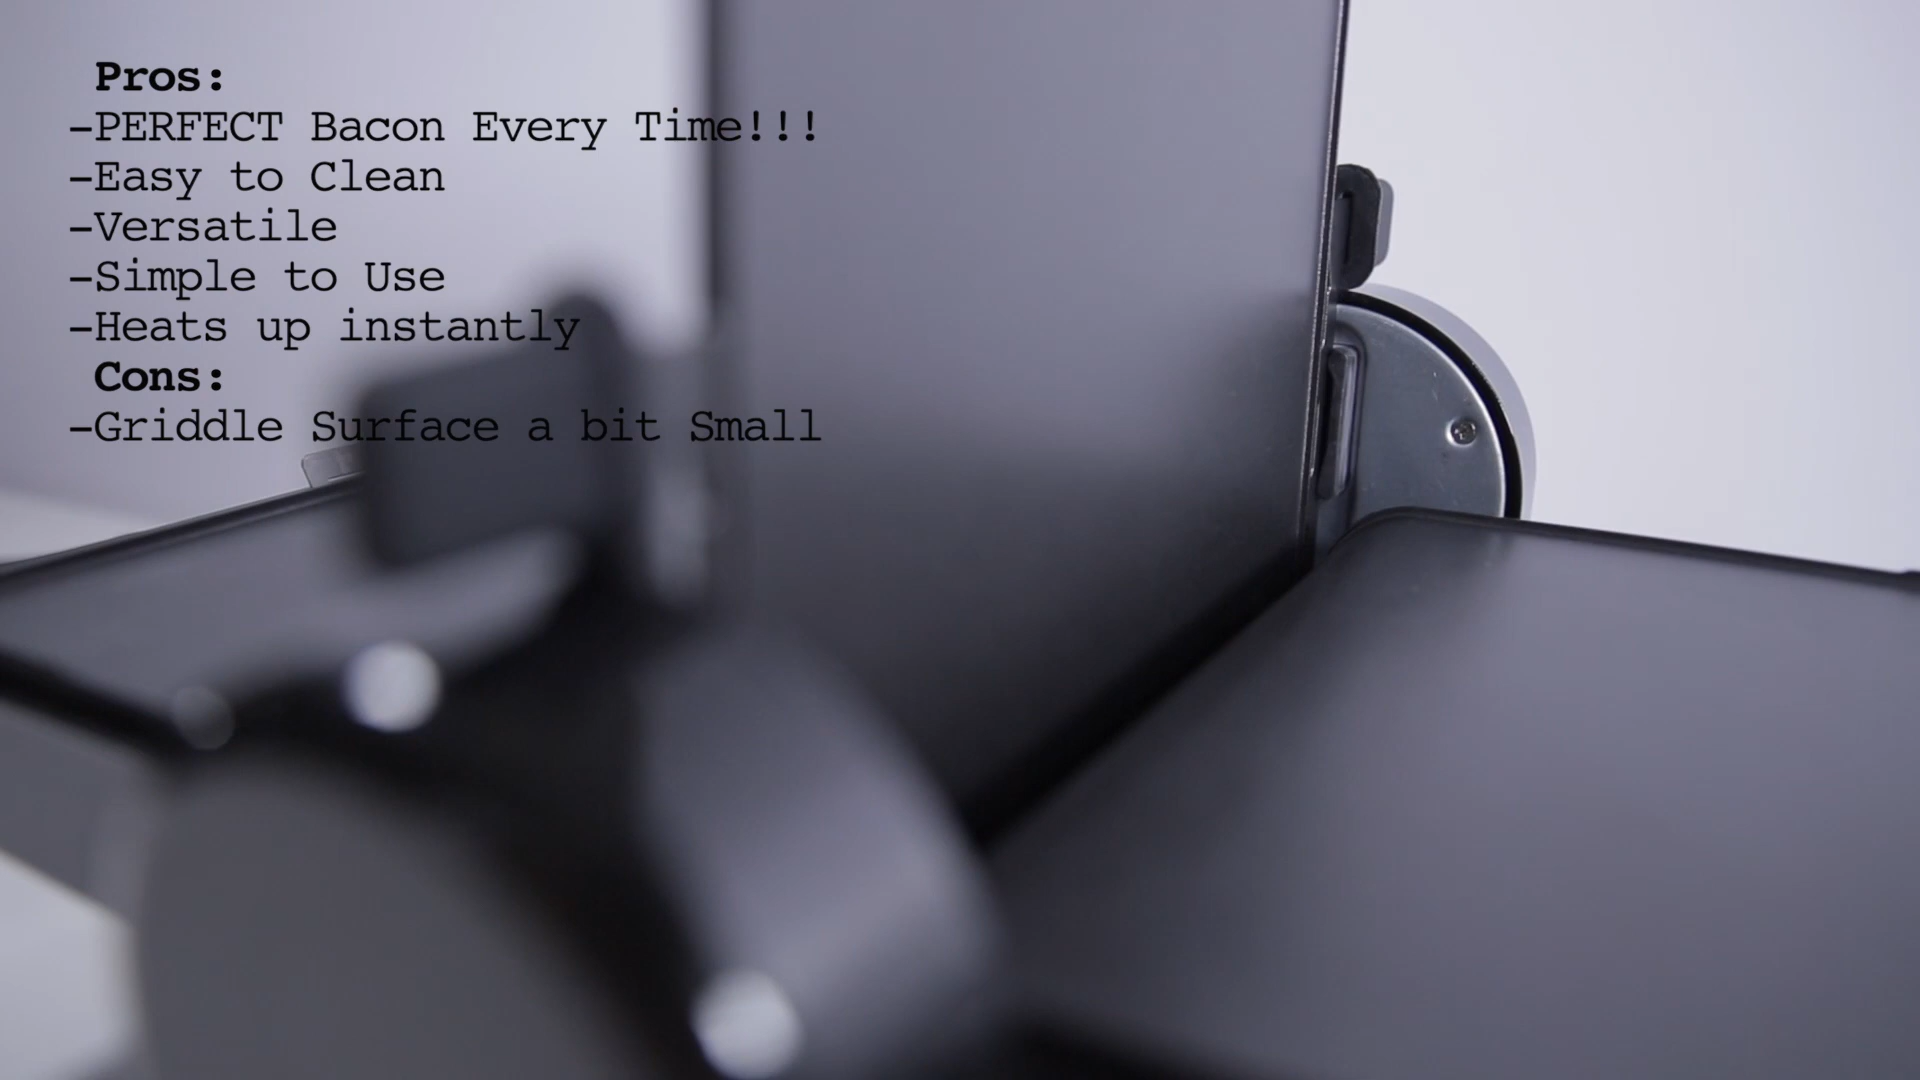 Pros:
-PERFECT Bacon Every Time!!!
-Easy to Clean
-Versatile
-Simple to Use
-Heats up instantly
Cons:
-Griddle Surface a bit Small